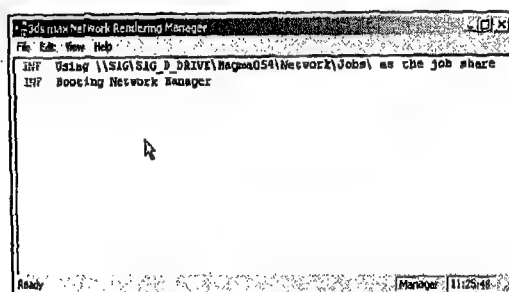 3ds max Network Rendering Manager
File Edit View Help
INF Using \\SIG\SIG_D_DRIVE\Magma054\Network\Jobs\ as the job share
INF Booting Network Manager
Ready Manager 11:25:48